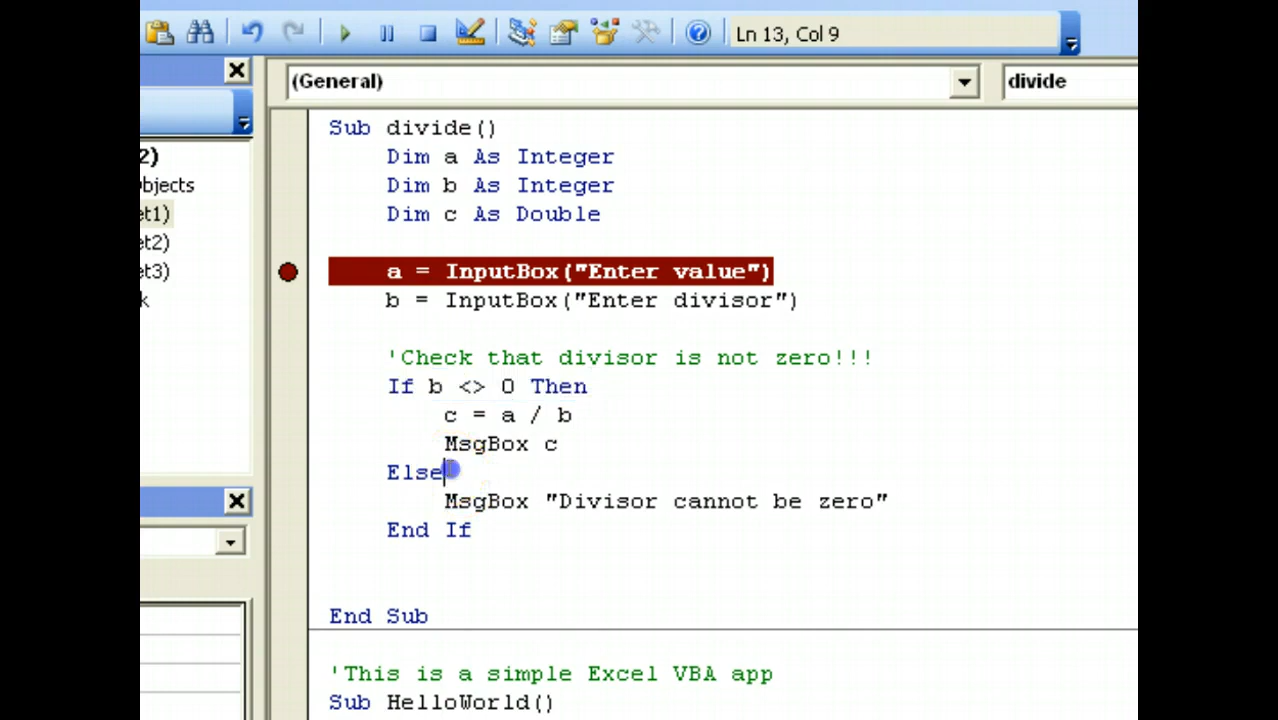 Ln 13, Col 9
(General)
divide
2)
bjects
et1)
et2)
et3)
k
Sub divide()
Dim a As Integer
Dim b As Integer
Dim c As Double
a = InputBox("Enter value")
b = InputBox("Enter divisor")
'Check that divisor is not zero!!!
If b <> 0 Then
c = a / b
MsgBox c
Else
MsgBox "Divisor cannot be zero"
End If
End Sub
'This is a simple Excel VBA app
Sub HelloWorld()